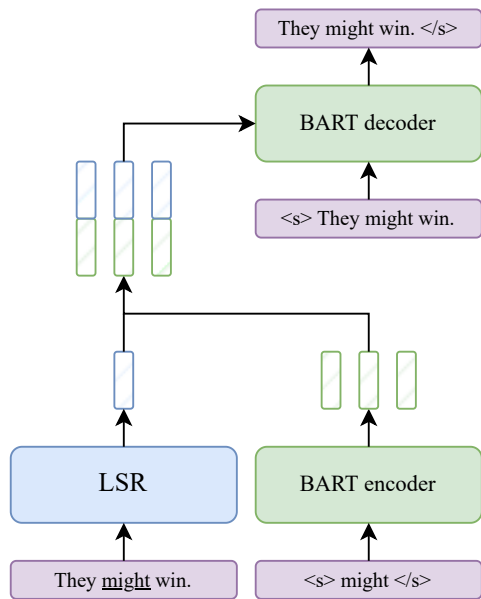 They might win. </s>
BART decoder
<s> They might win.
LSR
BART encoder
They might win.
<s> might </s>